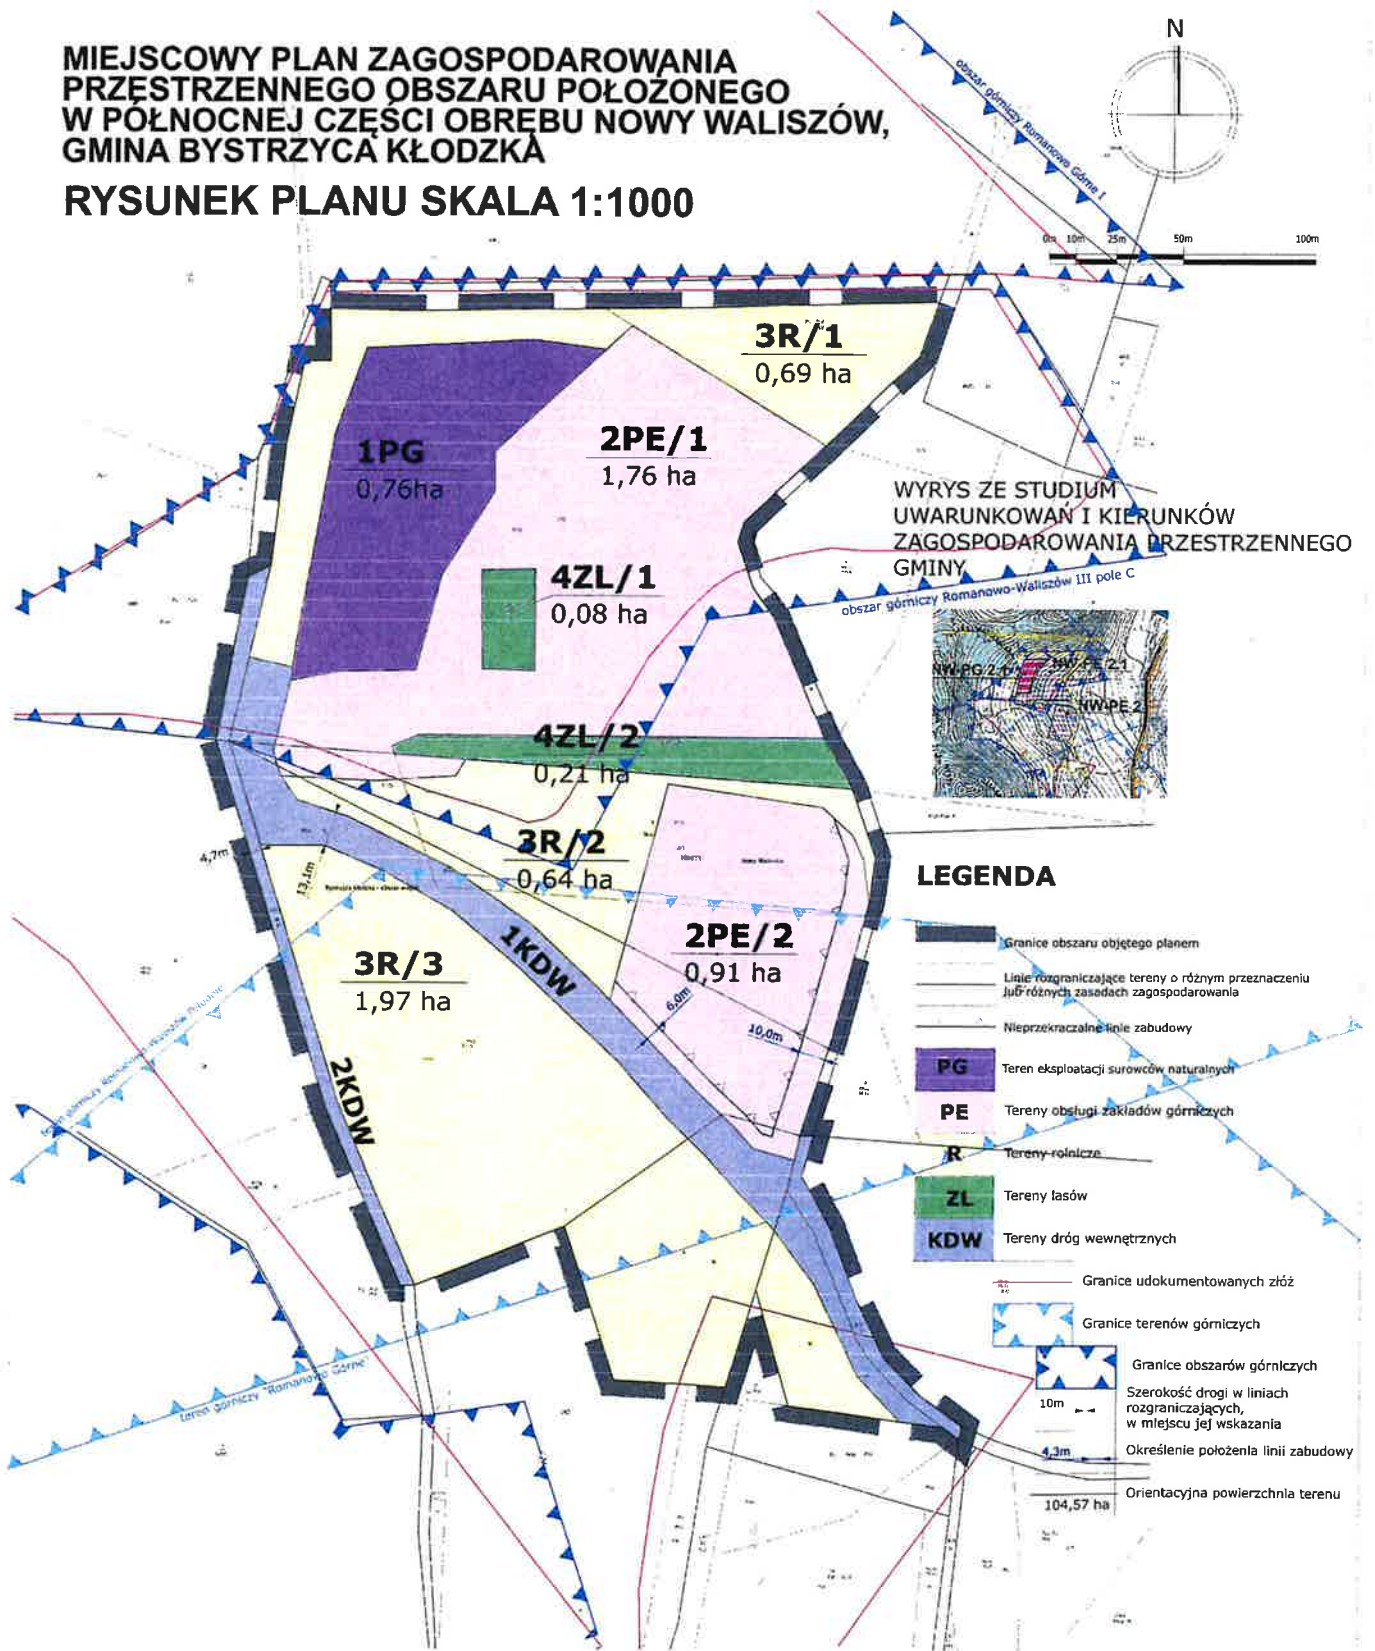 MIEJSCOWY PLAN ZAGOSPODAROWANIA
PRZESTRZENNEGO OBSZARU POŁOŻONEGO
W PÓŁNOCNEJ CZĘŚCI OBRĘBU NOWY WALISZÓW,
GMINA BYSTRZYCA KŁODZKA
RYSUNEK PLANU SKALA 1:1000
N
obszar górniczy Romanowo Górne I
0m 10m 25m 50m 100m
3R/1
0,69 ha
1PG
0,76ha
2PE/1
1,76 ha
WYRYS ZE STUDIUM
UWARUNKOWAŃ I KIERUNKÓW
ZAGOSPODAROWANIA PRZESTRZENNEGO
GMINY
obszar górniczy Romanowo-Waliszów III pole C
4ZL/1
0,08 ha
NW-PE 2.1
NW-PE 2
4ZL/2
0,21 ha
3R/2
0,64 ha
4,7m
13,1m
2PE/2
0,91 ha
6,0m
10,0m
3R/3
1,97 ha
1KDW
2KDW
teren górniczy "Romanowo Górne"
LEGENDA
Granice obszaru objętego planem
Linie rozgraniczające tereny o różnym przeznaczeniu
lub różnych zasadach zagospodarowania
Nieprzekraczalne linie zabudowy
PG Teren eksploatacji surowców naturalnych
PE Tereny obsługi zakładów górniczych
R Tereny rolnicze
ZL Tereny lasów
KDW Tereny dróg wewnętrznych
Granice udokumentowanych złóż
Granice terenów górniczych
Granice obszarów górniczych
10m Szerokość drogi w liniach
rozgraniczających,
w miejscu jej wskazania
4,3m Określenie położenia linii zabudowy
104,57 ha Orientacyjna powierzchnia terenu